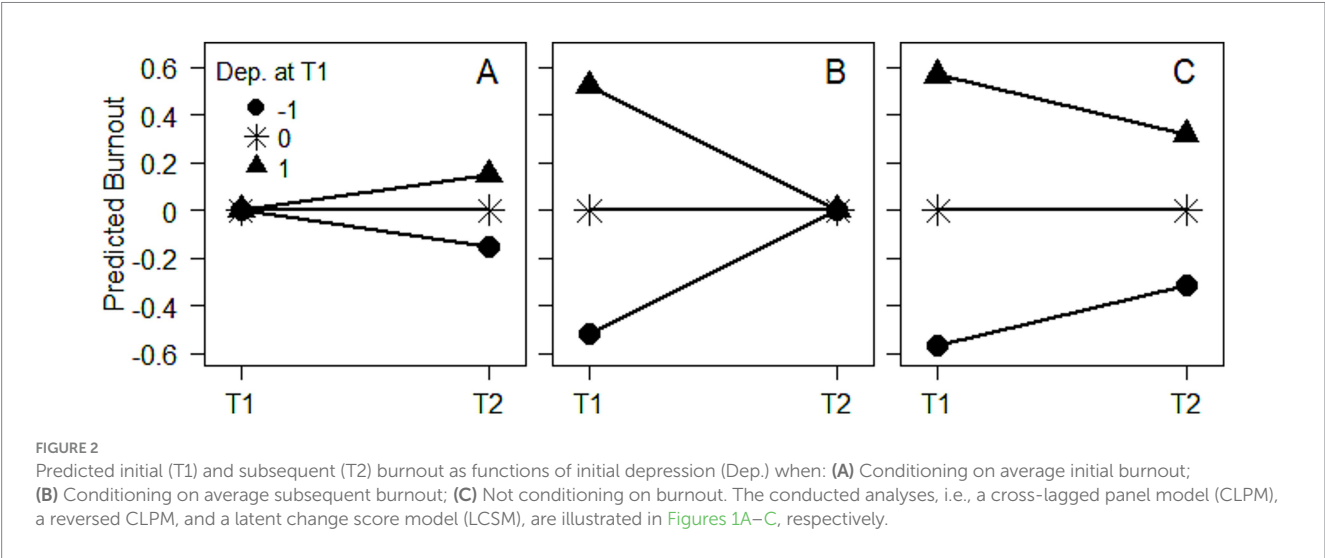 Dep. at T1
-1
0
1
A
B
C
Predicted Burnout
0.6
0.4
0.2
0
-0.2
-0.4
-0.6
T1 T2 T1 T2 T1 T2
FIGURE 2
Predicted initial (T1) and subsequent (T2) burnout as functions of initial depression (Dep.) when: (A) Conditioning on average initial burnout;
(B) Conditioning on average subsequent burnout; (C) Not conditioning on burnout. The conducted analyses, i.e., a cross-lagged panel model (CLPM),
a reversed CLPM, and a latent change score model (LCSM), are illustrated in Figures 1A–C, respectively.